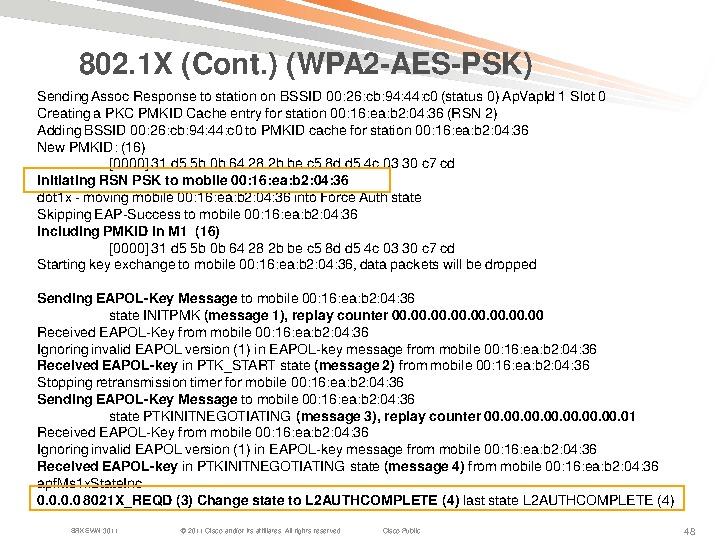 802.1X (Cont.) (WPA2-AES-PSK)
Sending Assoc Response to station on BSSID 00:26:cb:94:44:c0 (status 0) ApVapId 1 Slot 0
Creating a PKC PMKID Cache entry for station 00:16:ea:b2:04:36 (RSN 2)
Adding BSSID 00:26:cb:94:44:c0 to PMKID cache for station 00:16:ea:b2:04:36
New PMKID: (16)
[0000] 31 d5 5b 0b 64 28 2b be c5 8d d5 4c 03 30 c7 cd
Initiating RSN PSK to mobile 00:16:ea:b2:04:36
dot1x - moving mobile 00:16:ea:b2:04:36 into Force Auth state
Skipping EAP-Success to mobile 00:16:ea:b2:04:36
Including PMKID in M1 (16)
[0000] 31 d5 5b 0b 64 28 2b be c5 8d d5 4c 03 30 c7 cd
Starting key exchange to mobile 00:16:ea:b2:04:36, data packets will be dropped
Sending EAPOL-Key Message to mobile 00:16:ea:b2:04:36
state INITPMK (message 1), replay counter 00.00.00.00.00.00.00.00
Received EAPOL-Key from mobile 00:16:ea:b2:04:36
Ignoring invalid EAPOL version (1) in EAPOL-key message from mobile 00:16:ea:b2:04:36
Received EAPOL-key in PTK_START state (message 2) from mobile 00:16:ea:b2:04:36
Stopping retransmission timer for mobile 00:16:ea:b2:04:36
Sending EAPOL-Key Message to mobile 00:16:ea:b2:04:36
state PTKINITNEGOTIATING (message 3), replay counter 00.00.00.00.00.00.00.01
Received EAPOL-Key from mobile 00:16:ea:b2:04:36
Ignoring invalid EAPOL version (1) in EAPOL-key message from mobile 00:16:ea:b2:04:36
Received EAPOL-key in PTKINITNEGOTIATING state (message 4) from mobile 00:16:ea:b2:04:36
apfMs1xStateInc
0.0.0.0 8021X_REQD (3) Change state to L2AUTHCOMPLETE (4) last state L2AUTHCOMPLETE (4)
© 2011 Cisco and/or its affiliates. All rights reserved. Cisco Public 48